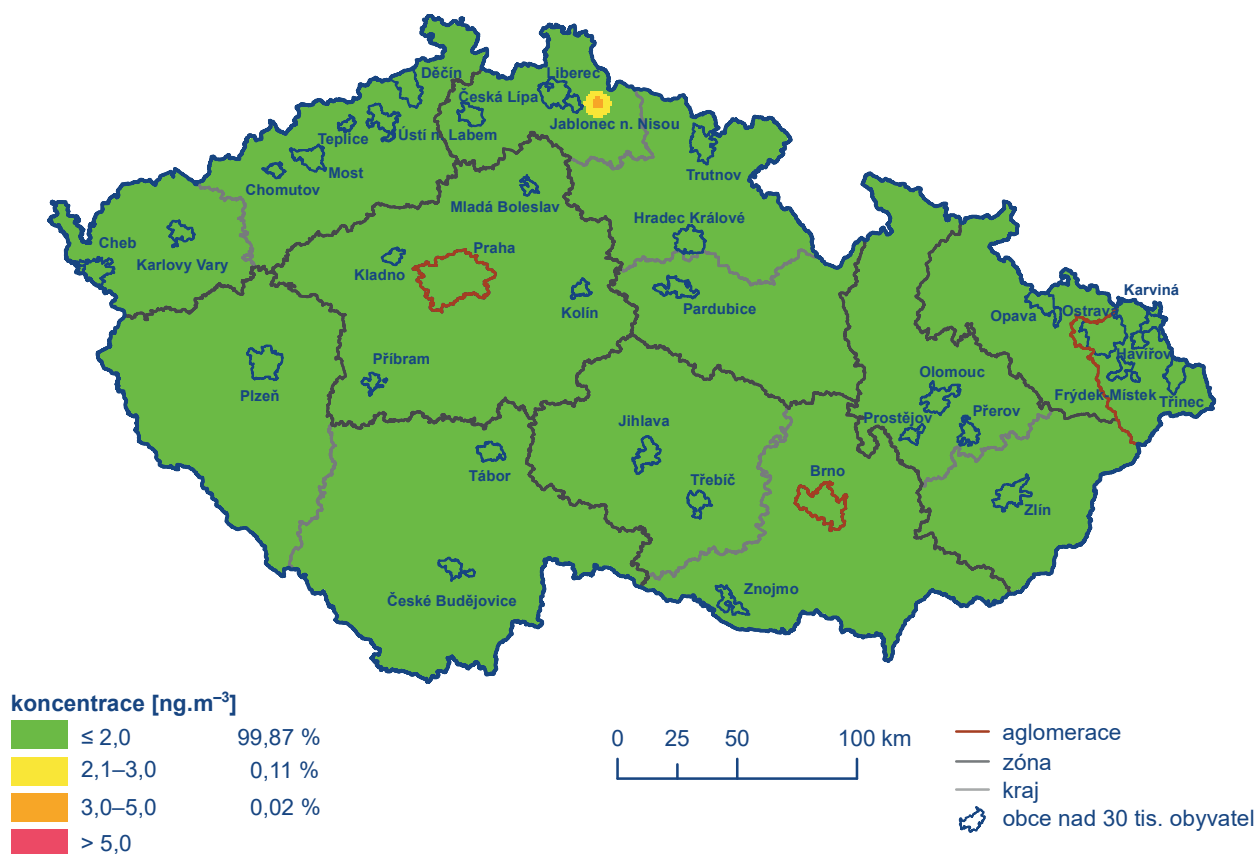 Děčín
Liberec
Česká Lípa
Jablonec n. Nisou
Teplice
Ústí n. Labem
Most
Chomutov
Trutnov
Mladá Boleslav
Hradec Králové
Cheb
Karlovy Vary
Praha
Kladno
Kolín
Pardubice
Karviná
Opava
Ostrava
Havířov
Příbram
Plzeň
Olomouc
Frýdek-Místek
Třinec
Prostějov
Přerov
Jihlava
Tábor
Třebíč
Brno
Zlín
České Budějovice
Znojmo
koncentrace [ng.m⁻³]
≤ 2,0 99,87 %
2,1–3,0 0,11 %
3,0–5,0 0,02 %
> 5,0
0 25 50 100 km
aglomerace
zóna
kraj
obce nad 30 tis. obyvatel